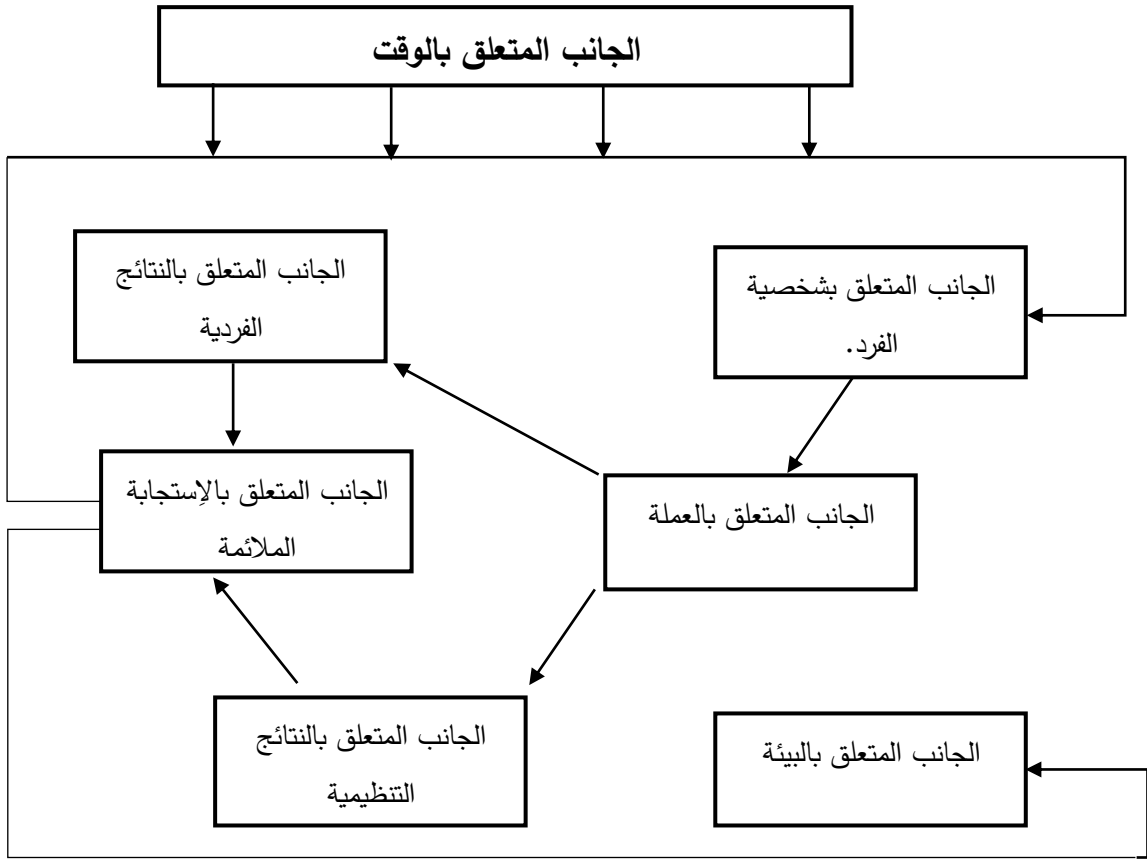 الجانب المتعلق بالوقت
الجانب المتعلق بشخصية
الفرد.
الجانب المتعلق بالنتائج
الفردية
الجانب المتعلق بالعملة
الجانب المتعلق بالإستجابة
الملائمة
الجانب المتعلق بالبيئة
الجانب المتعلق بالنتائج
التنظيمية